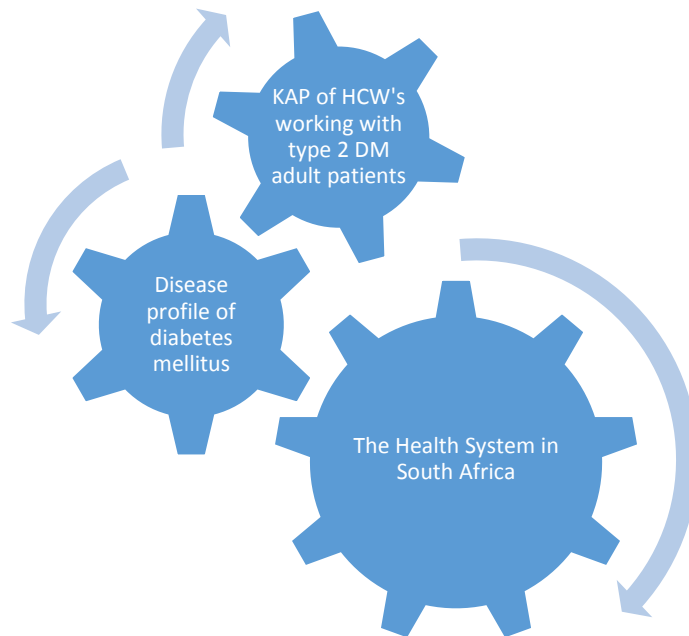 KAP of HCW's
working with
type 2 DM
adult patients
Disease
profile of
diabetes
mellitus
The Health System in
South Africa